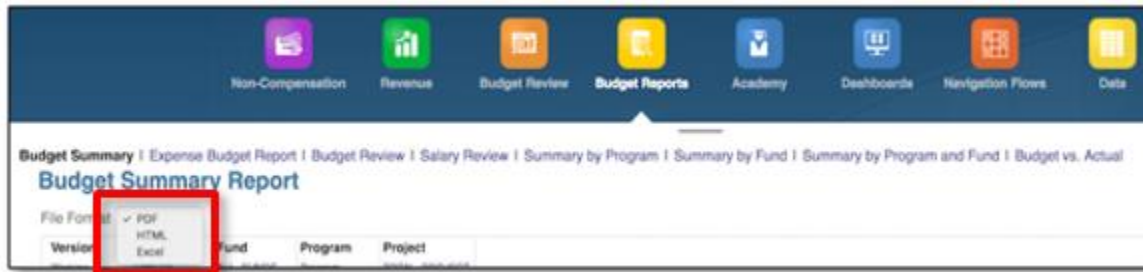 Non-Compensation Revenue Budget Review Budget Reports Academy Dashboards Navigation Flows Data
Budget Summary | Expense Budget Report | Budget Review | Salary Review | Summary by Program | Summary by Fund | Summary by Program and Fund | Budget vs. Actual
Budget Summary Report
File Format ✓ PDF
HTML
Excel
Version Fund Program Project